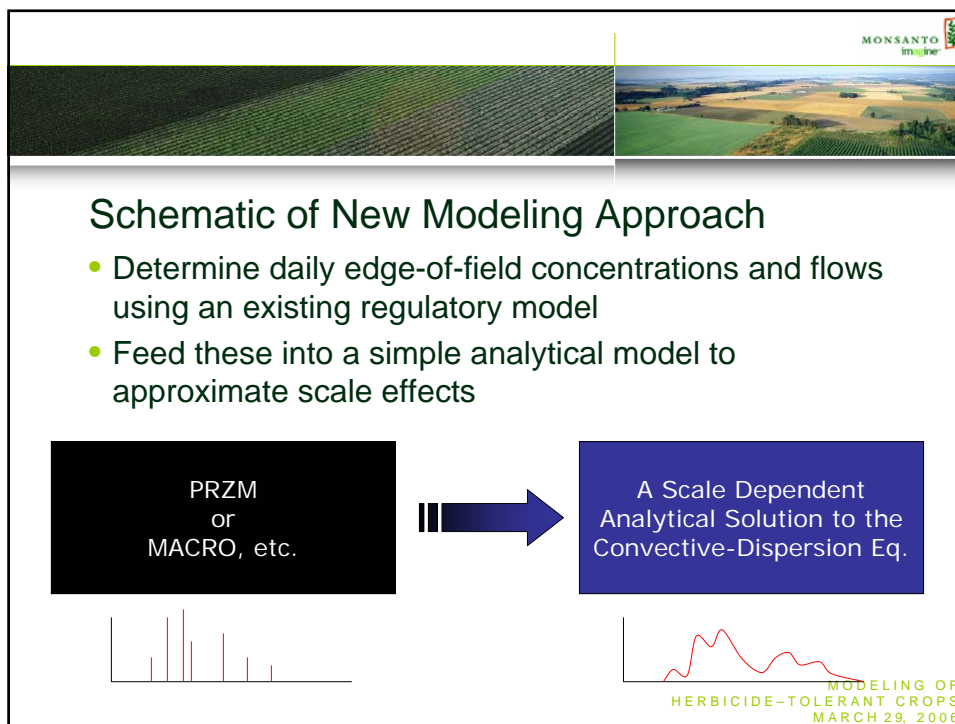 MONSANTO
imagine™
Schematic of New Modeling Approach
• Determine daily edge-of-field concentrations and flows
using an existing regulatory model
• Feed these into a simple analytical model to
approximate scale effects
PRZM
or
MACRO, etc.
A Scale Dependent
Analytical Solution to the
Convective-Dispersion Eq.
MODELING OF
HERBICIDE–TOLERANT CROPS
MARCH 29, 2006